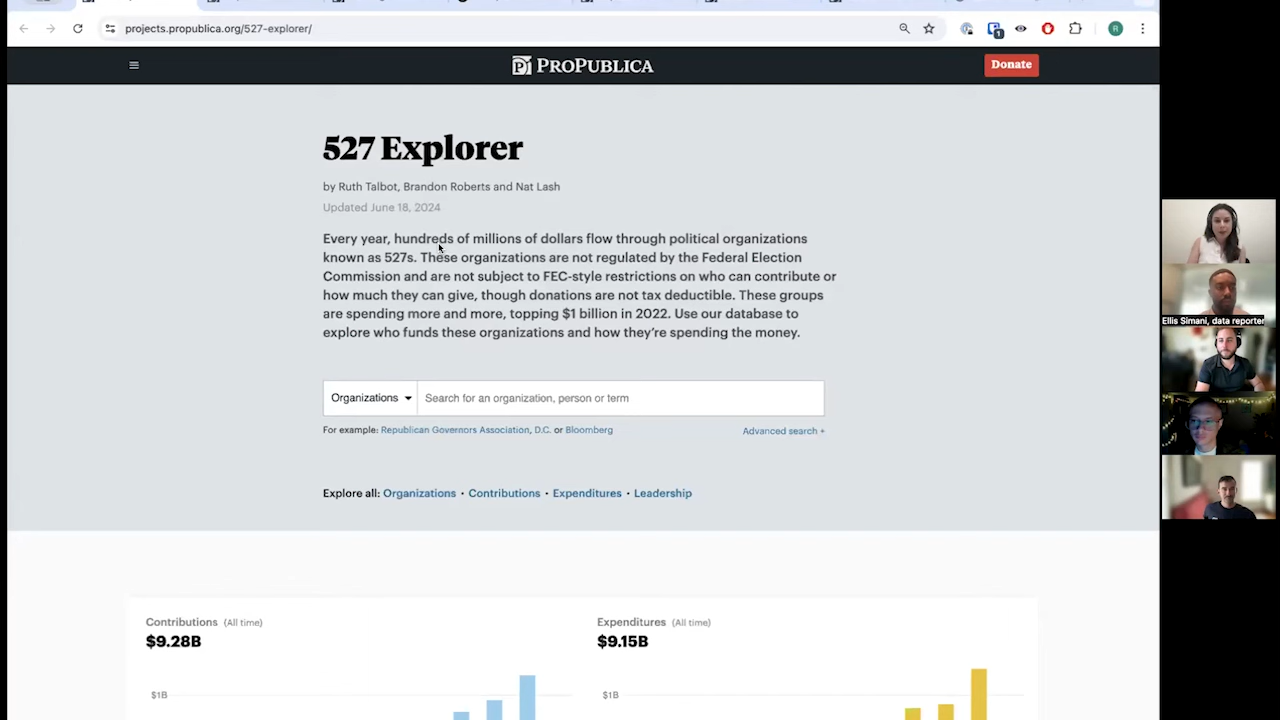 projects.propublica.org/527-explorer/
1
R
PROPUBLICA
Donate
527 Explorer
by Ruth Talbot, Brandon Roberts and Nat Lash
Updated June 18, 2024
Every year, hundreds of millions of dollars flow through political organizations
known as 527s. These organizations are not regulated by the Federal Election
Commission and are not subject to FEC-style restrictions on who can contribute or
how much they can give, though donations are not tax deductible. These groups
are spending more and more, topping $1 billion in 2022. Use our database to
explore who funds these organizations and how they're spending the money.
Organizations
Search for an organization, person or term
For example: Republican Governors Association, D.C. or Bloomberg
Advanced search +
Explore all: Organizations • Contributions • Expenditures • Leadership
Contributions (All time)
$9.28B
$1B
Expenditures (All time)
$9.15B
$1B
Ellis Simani, data reporter